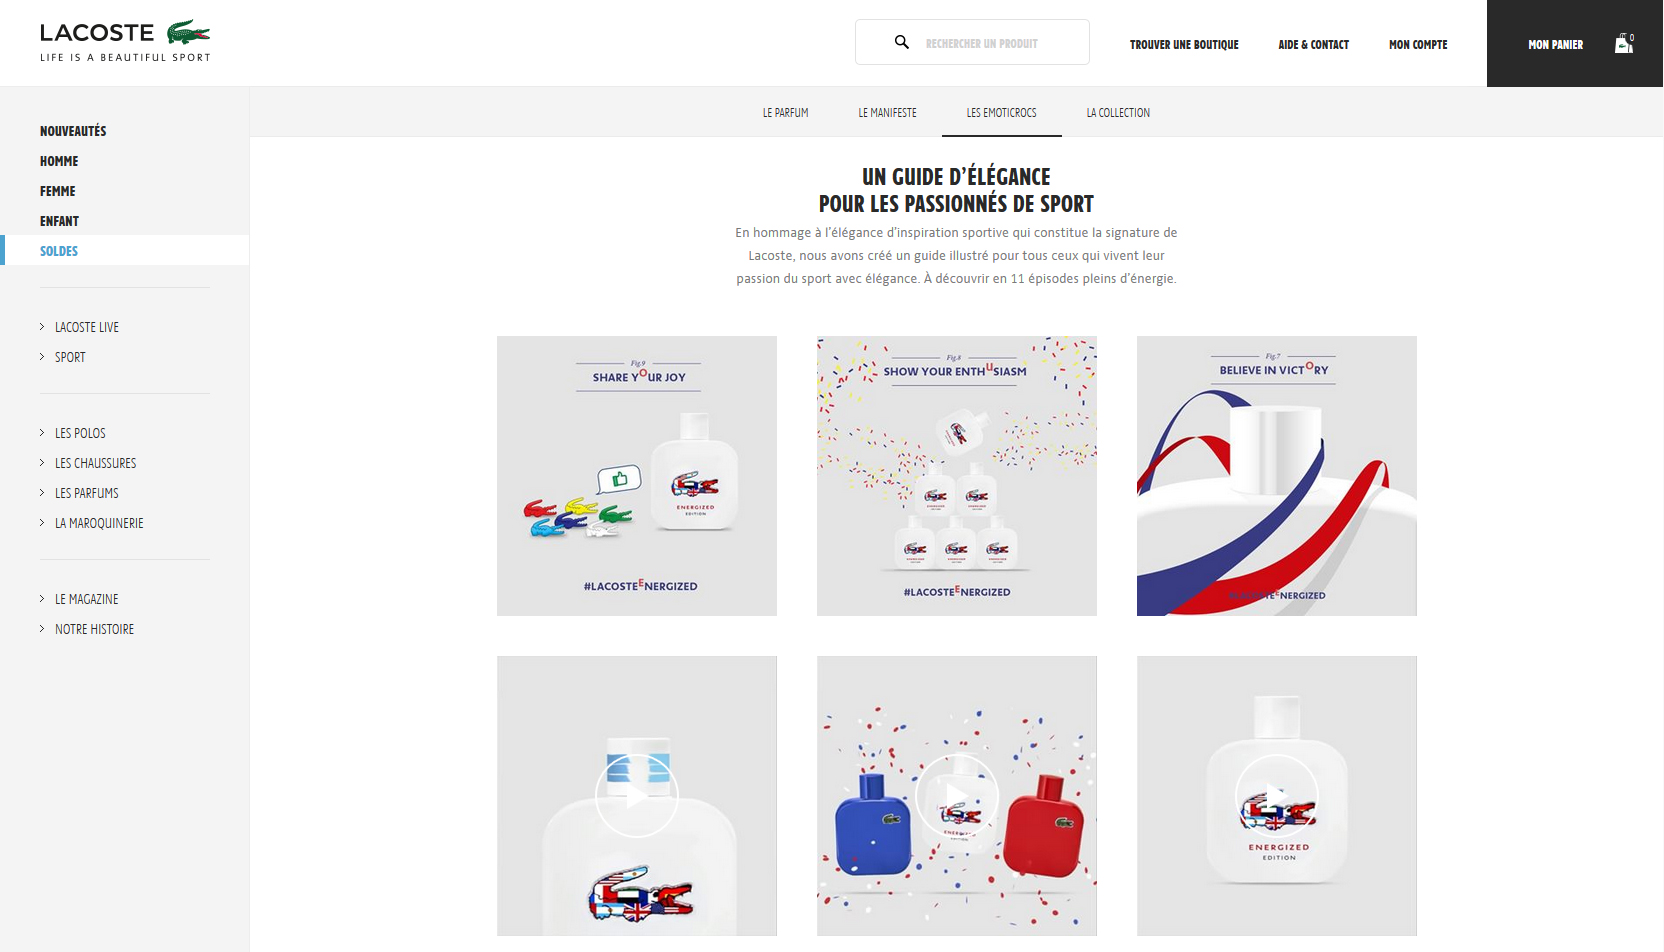 LACOSTE
LIFE IS A BEAUTIFUL SPORT
RECHERCHER UN PRODUIT
TROUVER UNE BOUTIQUE
AIDE & CONTACT
MON COMPTE
MON PANIER
0
LE PARFUM
LE MANIFESTE
LES EMOTICROCS
LA COLLECTION
NOUVEAUTÉS
HOMME
FEMME
ENFANT
SOLDES
LACOSTE LIVE
SPORT
LES POLOS
LES CHAUSSURES
LES PARFUMS
LA MAROQUINERIE
LE MAGAZINE
NOTRE HISTOIRE
UN GUIDE D'ÉLÉGANCE
POUR LES PASSIONNÉS DE SPORT
En hommage à l'élégance d'inspiration sportive qui constitue la signature de
Lacoste, nous avons créé un guide illustré pour tous ceux qui vivent leur
passion du sport avec élégance. À découvrir en 11 épisodes pleins d'énergie.
Fig.9
SHARE YOUR JOY
ENERGIZED
EDITION
#LACOSTEENERGIZED
Fig.8
SHOW YOUR ENTHUSIASM
#LACOSTEENERGIZED
Fig.7
BELIEVE IN VICTORY
#LACOSTEENERGIZED
ENERGIZED
EDITION
ENERGIZED
EDITION